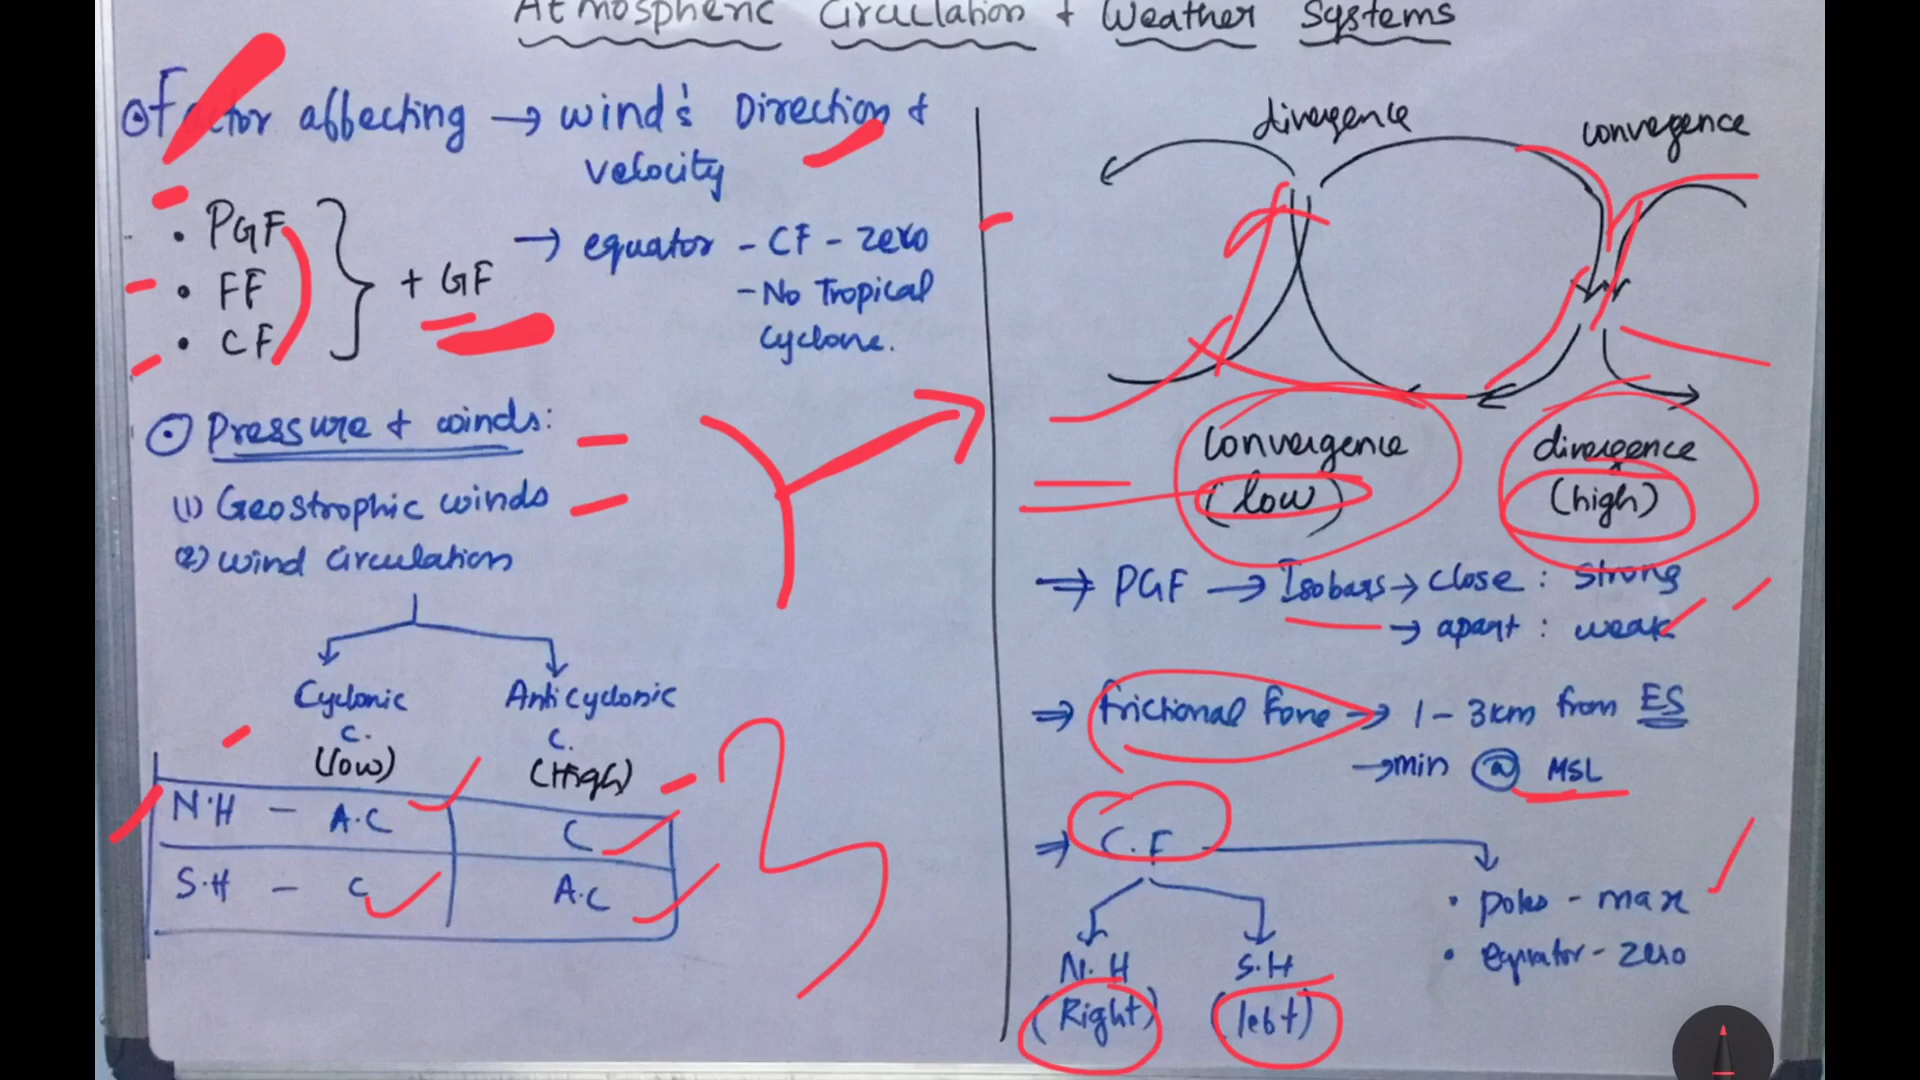 Atmospheric Circulation + Weather Systems
Factor affecting → wind's Direction +
velocity
• PGF
• FF
• CF
+ GF
→ equator - CF - zero
- No Tropical
Cyclone.
Pressure + winds:
(1) Geostrophic winds
(2) wind circulation
Cyclonic
C.
(low)
Anticyclonic
C.
(High)
N.H - A.C
C
S.H - C
A.C
divergence
convegence
convergence
(low)
divergence
(high)
⇒ PGF → Isobars → close : strong
→ apart : weak
⇒ frictional Force → 1-3km from ES
→ min @ MSL
⇒ C.F
• poles - max
• equator - zero
N.H
(Right)
S.H
(left)